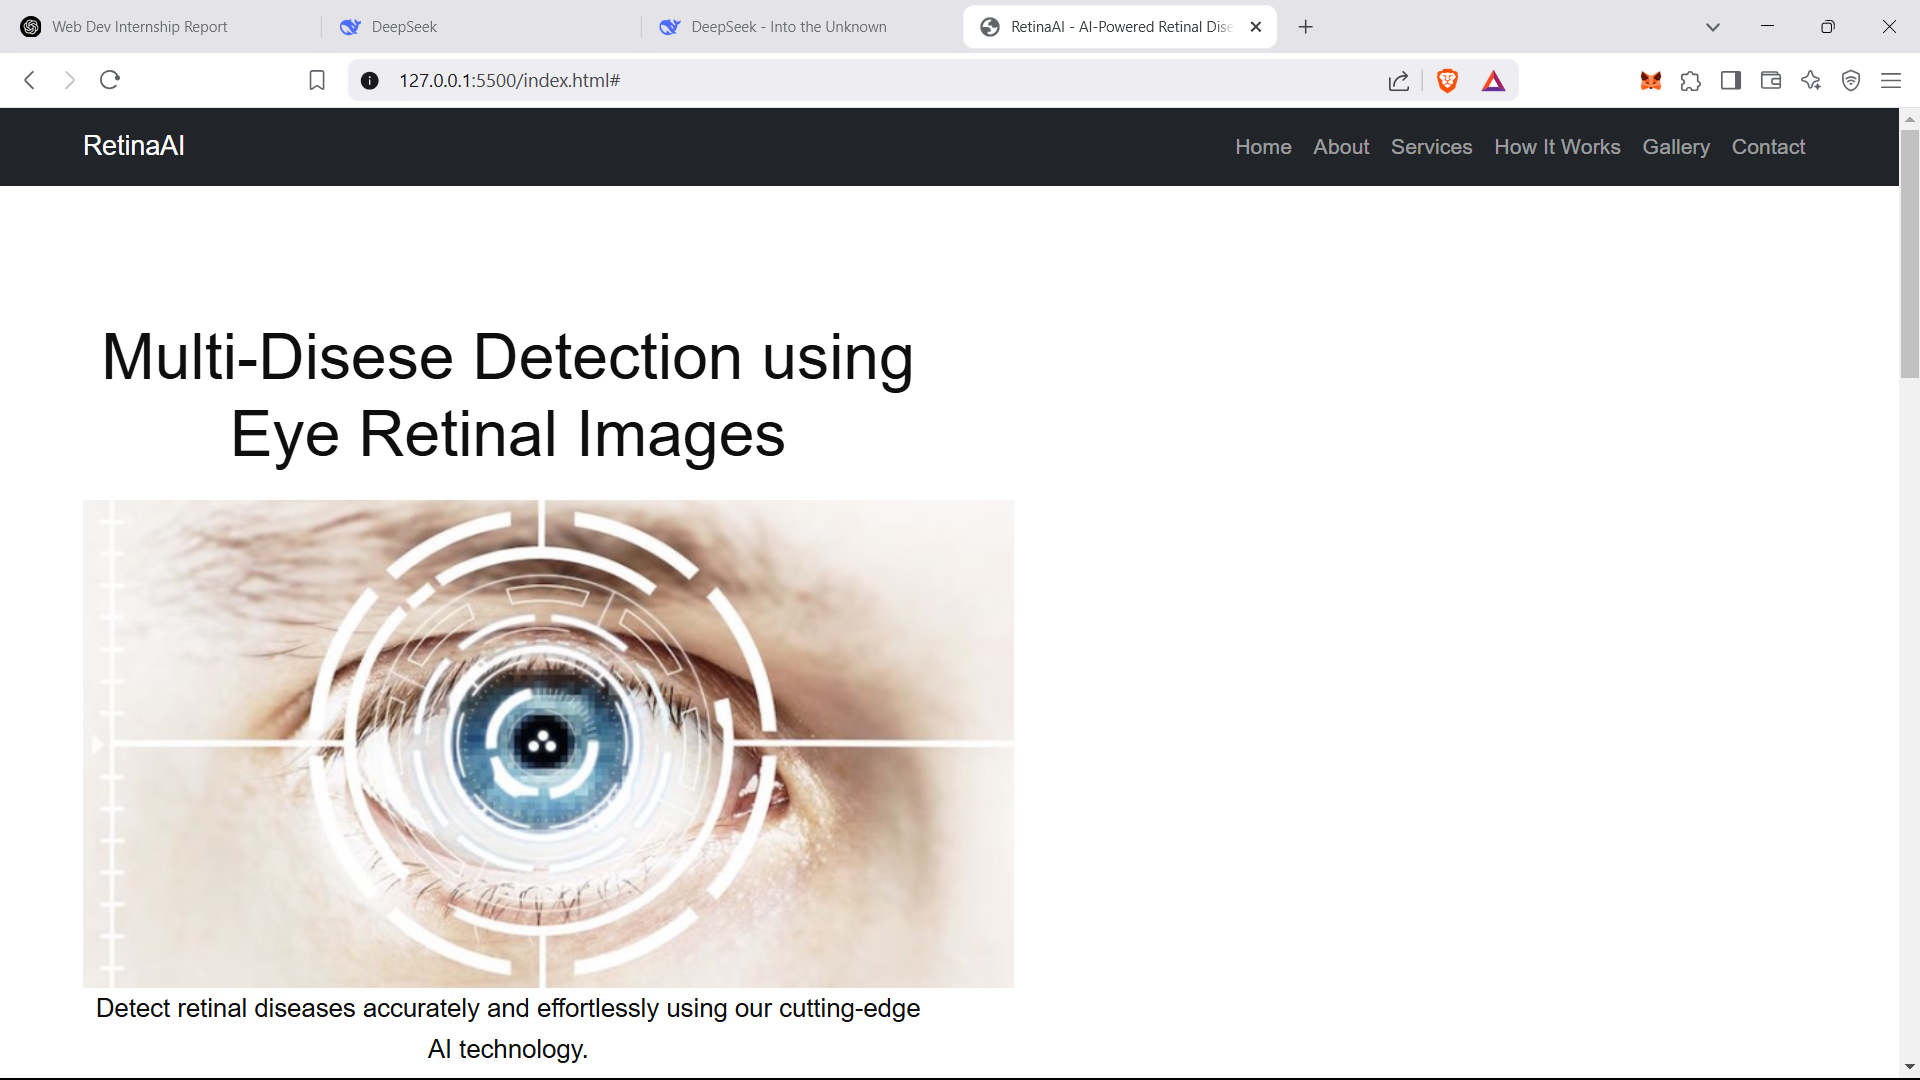 Web Dev Internship Report
DeepSeek
DeepSeek - Into the Unknown
RetinaAI - AI-Powered Retinal Dise
127.0.0.1:5500/index.html#
RetinaAI
Home About Services How It Works Gallery Contact
Multi-Disese Detection using
Eye Retinal Images
Detect retinal diseases accurately and effortlessly using our cutting-edge
AI technology.